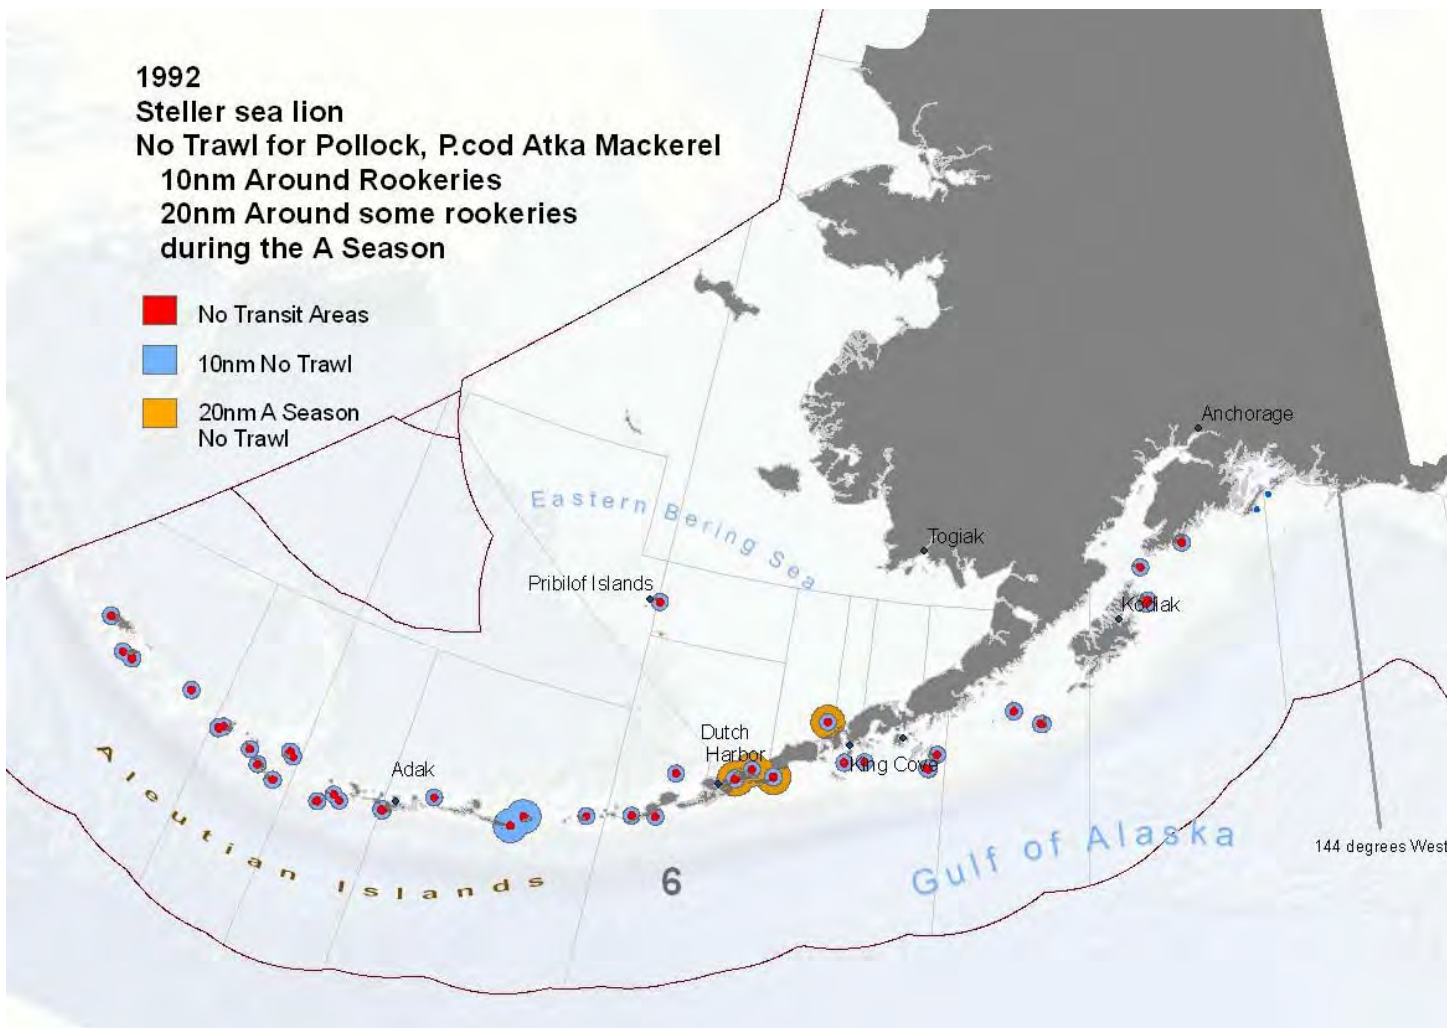 1992
Steller sea lion
No Trawl for Pollock, P.cod Atka Mackerel
10nm Around Rookeries
20nm Around some rookeries
during the A Season
No Transit Areas
10nm No Trawl
20nm A Season
No Trawl
Anchorage
Eastern Bering Sea
Togiak
Pribilof Islands
Kodiak
Dutch
Harbor
King Cove
Adak
Aleutian Islands
Gulf of Alaska
144 degrees West
6